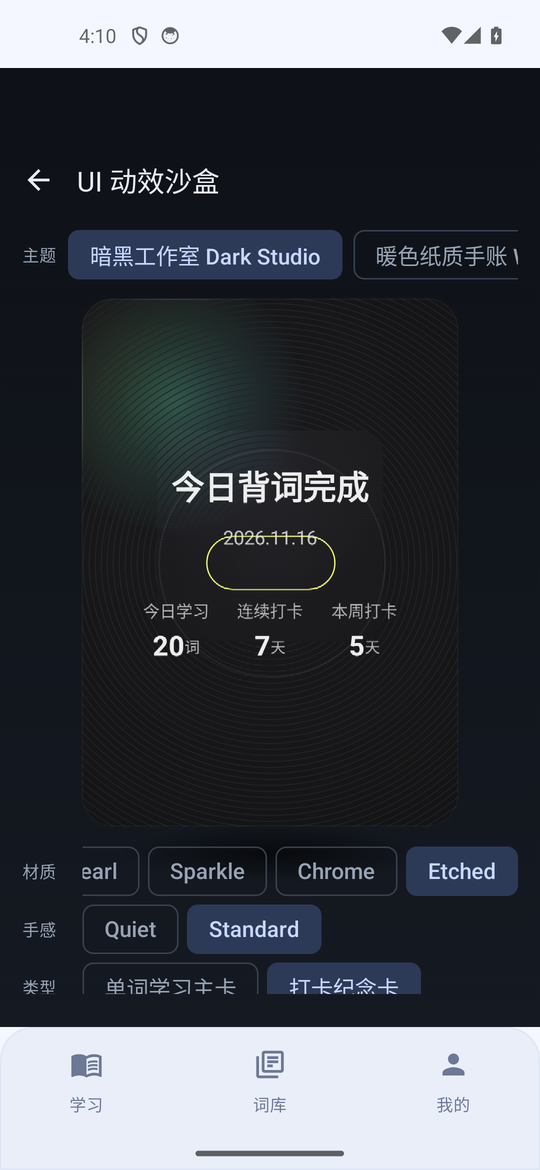 4:10
UI 动效沙盒
主题 暗黑工作室 Dark Studio 暖色纸质手账
今日背词完成
2026.11.16
今日学习 连续打卡 本周打卡
20词 7天 5天
材质 earl Sparkle Chrome Etched
手感 Quiet Standard
类型 单词学习主卡 打卡纪念卡
学习 词库 我的